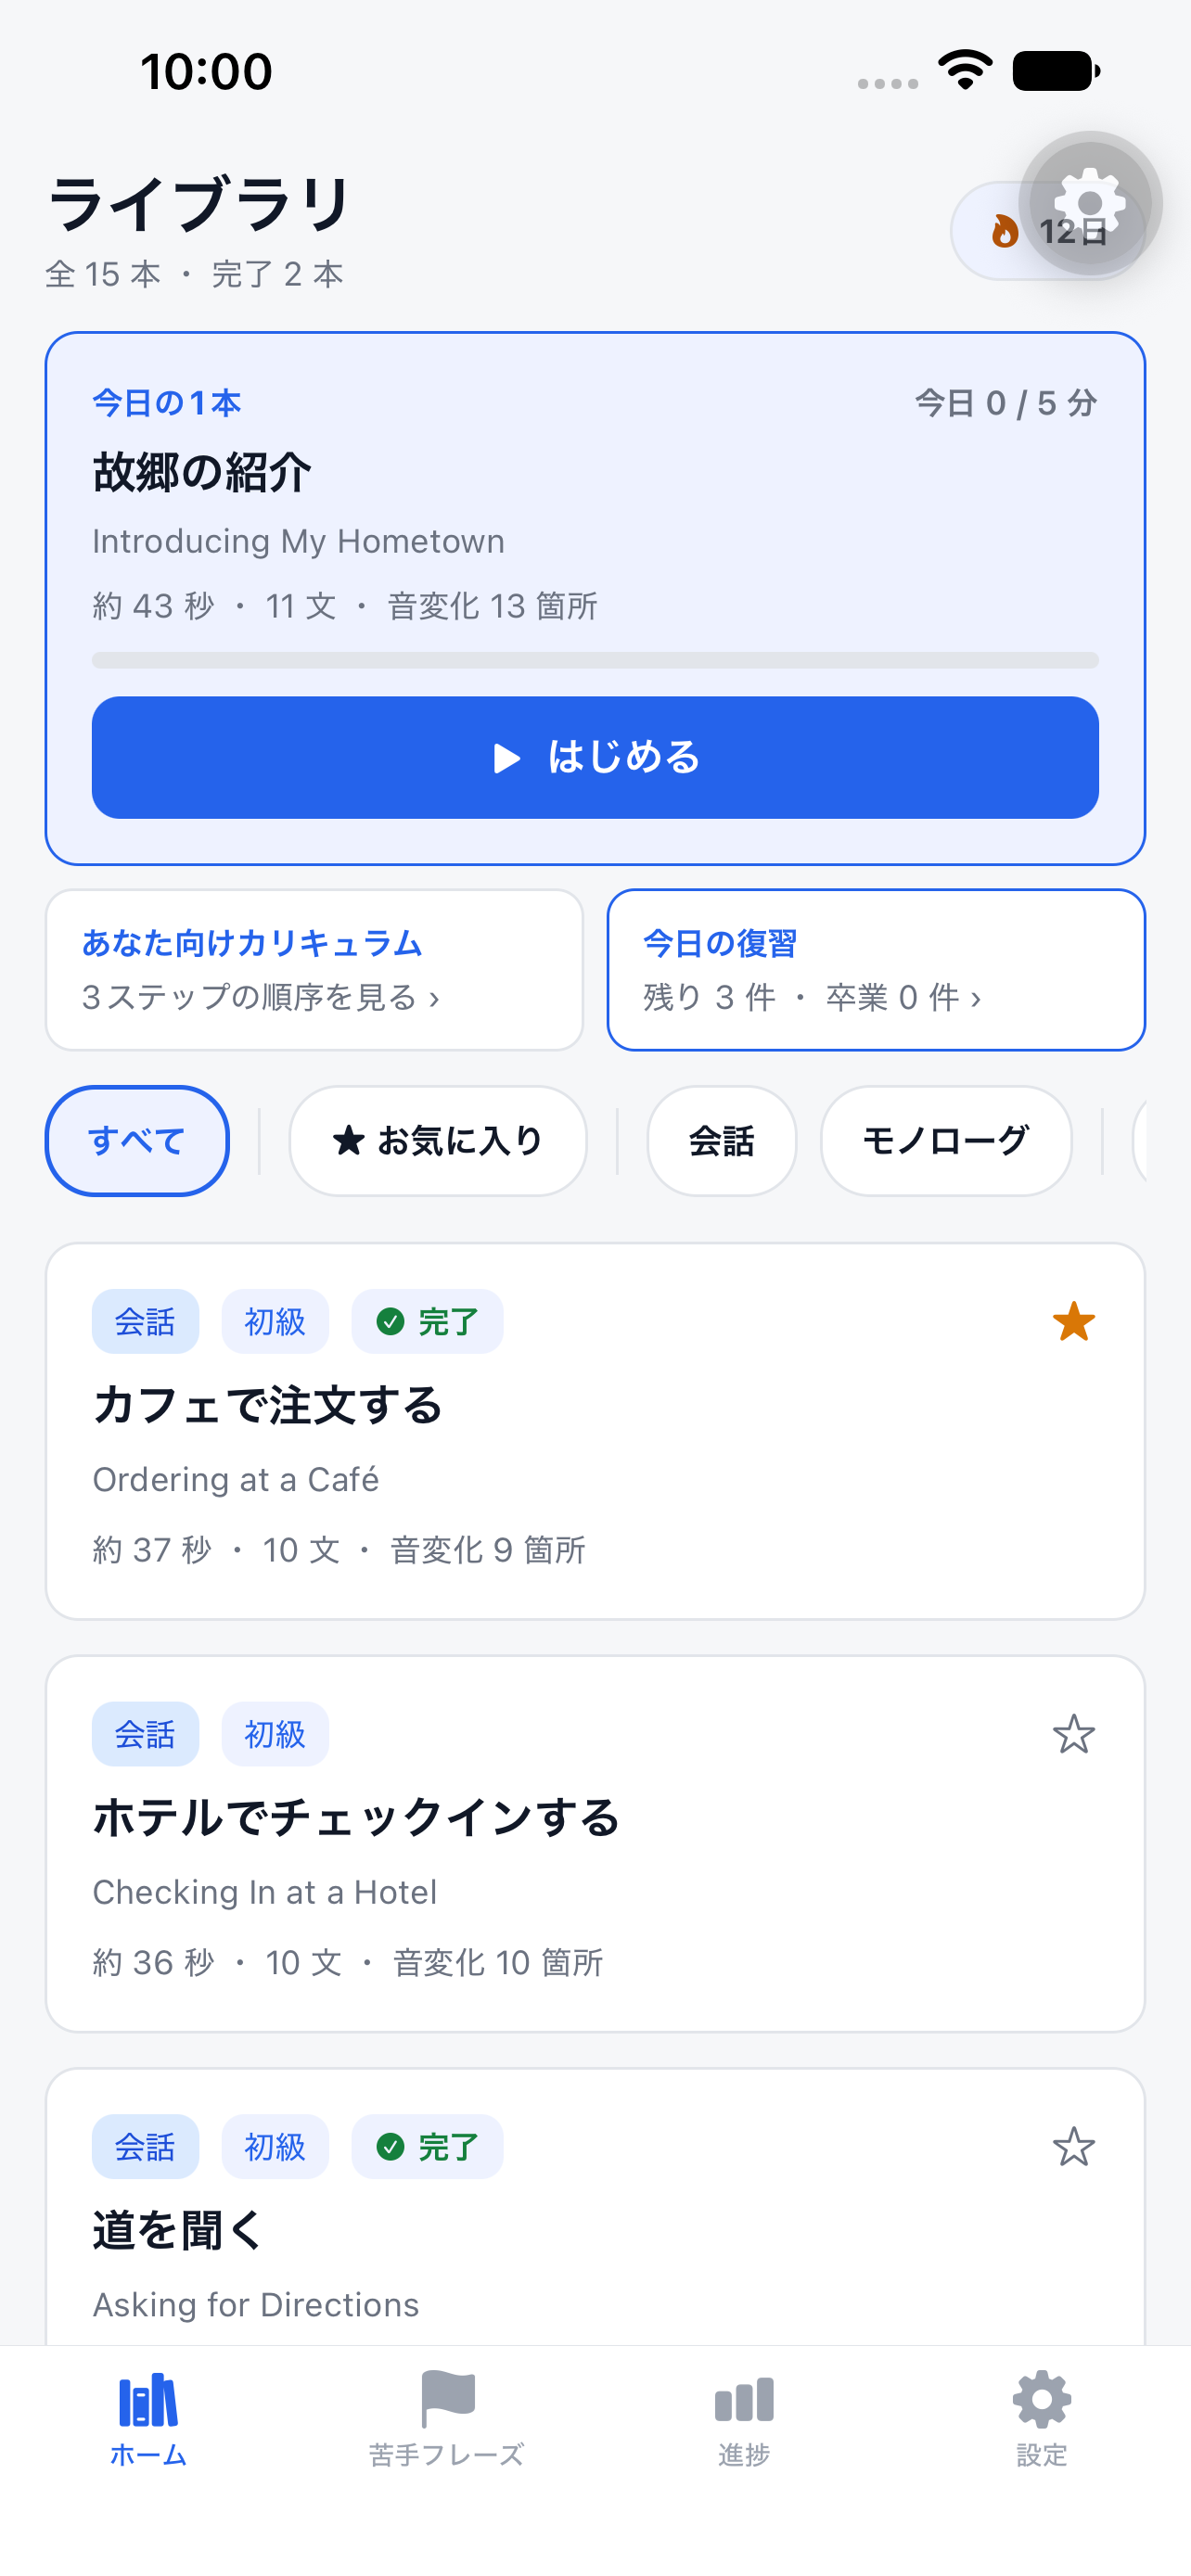 10:00
ライブラリ
全 15 本 ・ 完了 2 本
12日
今日の1本
今日 0 / 5 分
故郷の紹介
Introducing My Hometown
約 43 秒 ・ 11 文 ・ 音変化 13 箇所
はじめる
あなた向けカリキュラム
3ステップの順序を見る ›
今日の復習
残り 3 件 ・ 卒業 0 件 ›
すべて
★ お気に入り
会話
モノローグ
会話
初級
完了
カフェで注文する
Ordering at a Café
約 37 秒 ・ 10 文 ・ 音変化 9 箇所
会話
初級
ホテルでチェックインする
Checking In at a Hotel
約 36 秒 ・ 10 文 ・ 音変化 10 箇所
会話
初級
完了
道を聞く
Asking for Directions
ホーム
苦手フレーズ
進捗
設定